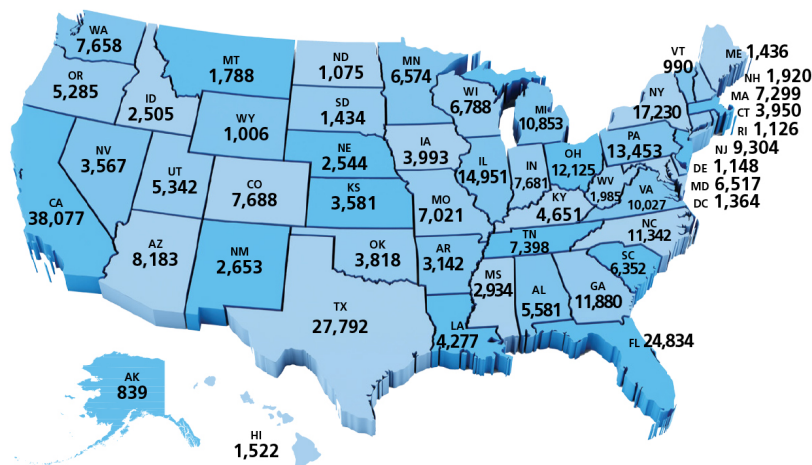 WA
7,658
OR
5,285
CA
38,077
NV
3,567
ID
2,505
MT
1,788
WY
1,006
UT
5,342
AZ
8,183
CO
7,688
NM
2,653
ND
1,075
SD
1,434
NE
2,544
KS
3,581
OK
3,818
TX
27,792
MN
6,574
IA
3,993
MO
7,021
AR
3,142
LA
4,277
WI
6,788
IL
14,951
MI
10,853
IN
7,681
OH
12,125
KY
4,651
TN
7,398
MS
2,934
AL
5,581
GA
11,880
FL 24,834
SC
6,352
NC
11,342
VA
10,027
WV
1,985
PA
13,453
NY
17,230
VT
990
ME 1,436
NH 1,920
MA 7,299
CT 3,950
RI 1,126
NJ 9,304
DE 1,148
MD 6,517
DC 1,364
AK
839
HI
1,522